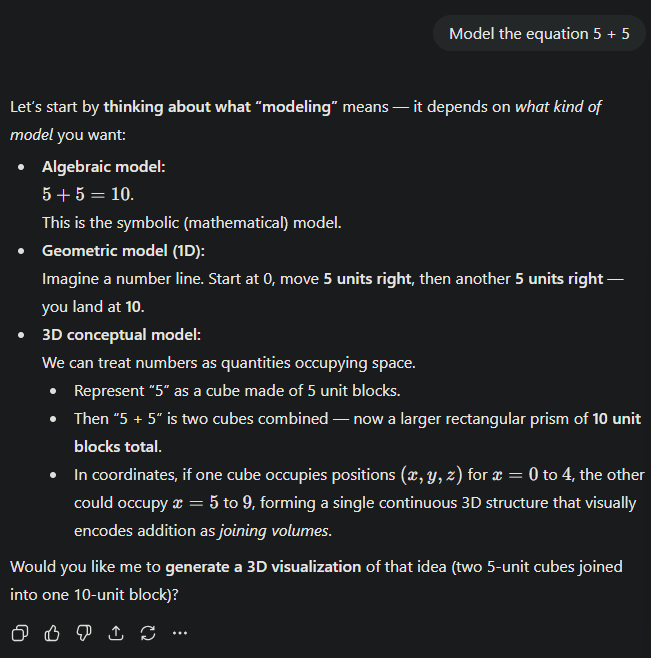 Model the equation 5 + 5
Let's start by thinking about what “modeling” means — it depends on what kind of
model you want:
• Algebraic model:
5 + 5 = 10.
This is the symbolic (mathematical) model.
• Geometric model (1D):
Imagine a number line. Start at 0, move 5 units right, then another 5 units right —
you land at 10.
• 3D conceptual model:
We can treat numbers as quantities occupying space.
• Represent “5” as a cube made of 5 unit blocks.
• Then “5 + 5” is two cubes combined — now a larger rectangular prism of 10 unit
blocks total.
• In coordinates, if one cube occupies positions (x, y, z) for x = 0 to 4, the other
could occupy x = 5 to 9, forming a single continuous 3D structure that visually
encodes addition as joining volumes.
Would you like me to generate a 3D visualization of that idea (two 5-unit cubes joined
into one 10-unit block)?